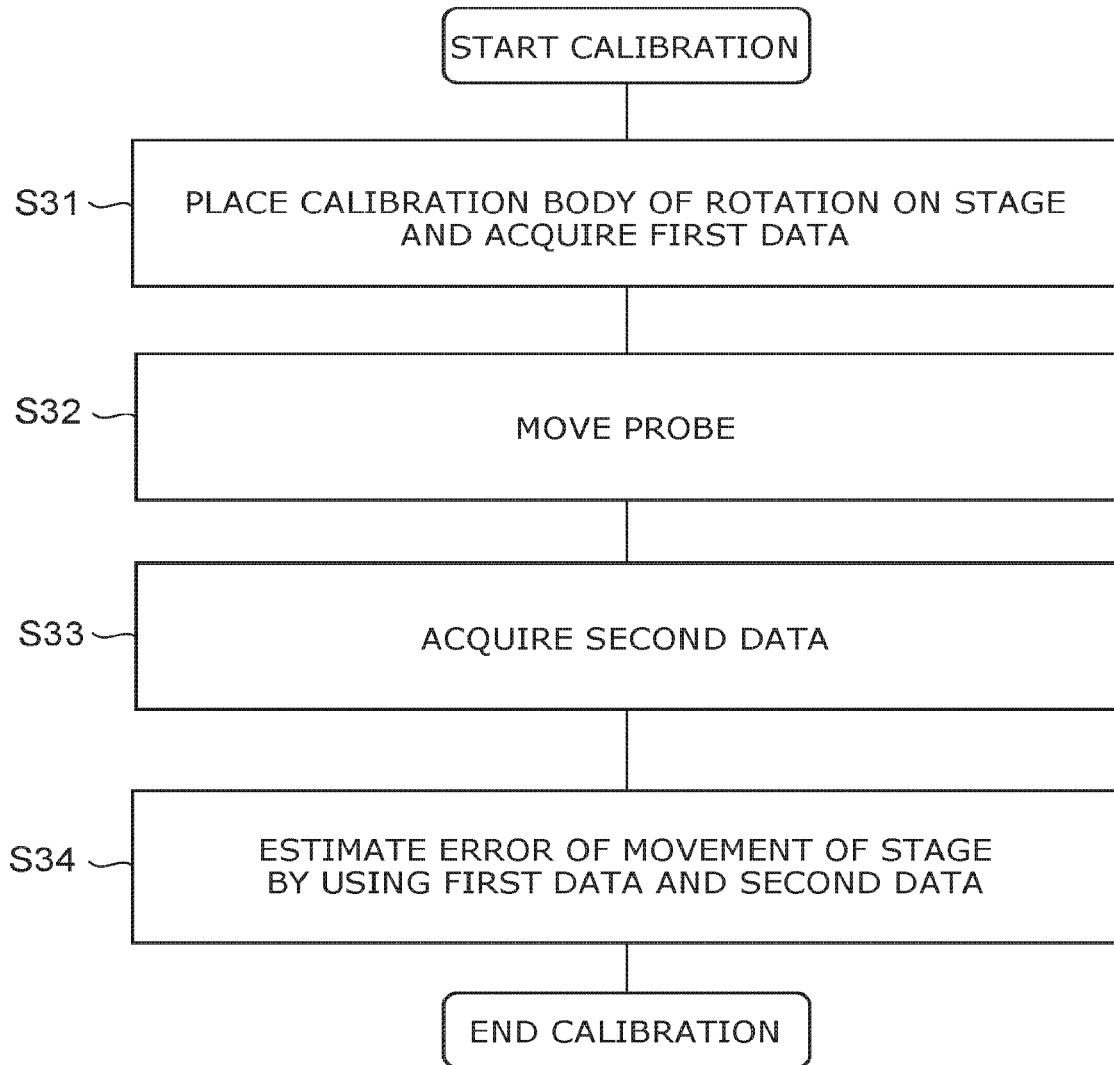 START CALIBRATION
S31
PLACE CALIBRATION BODY OF ROTATION ON STAGE
AND ACQUIRE FIRST DATA
S32
MOVE PROBE
S33
ACQUIRE SECOND DATA
S34
ESTIMATE ERROR OF MOVEMENT OF STAGE
BY USING FIRST DATA AND SECOND DATA
END CALIBRATION